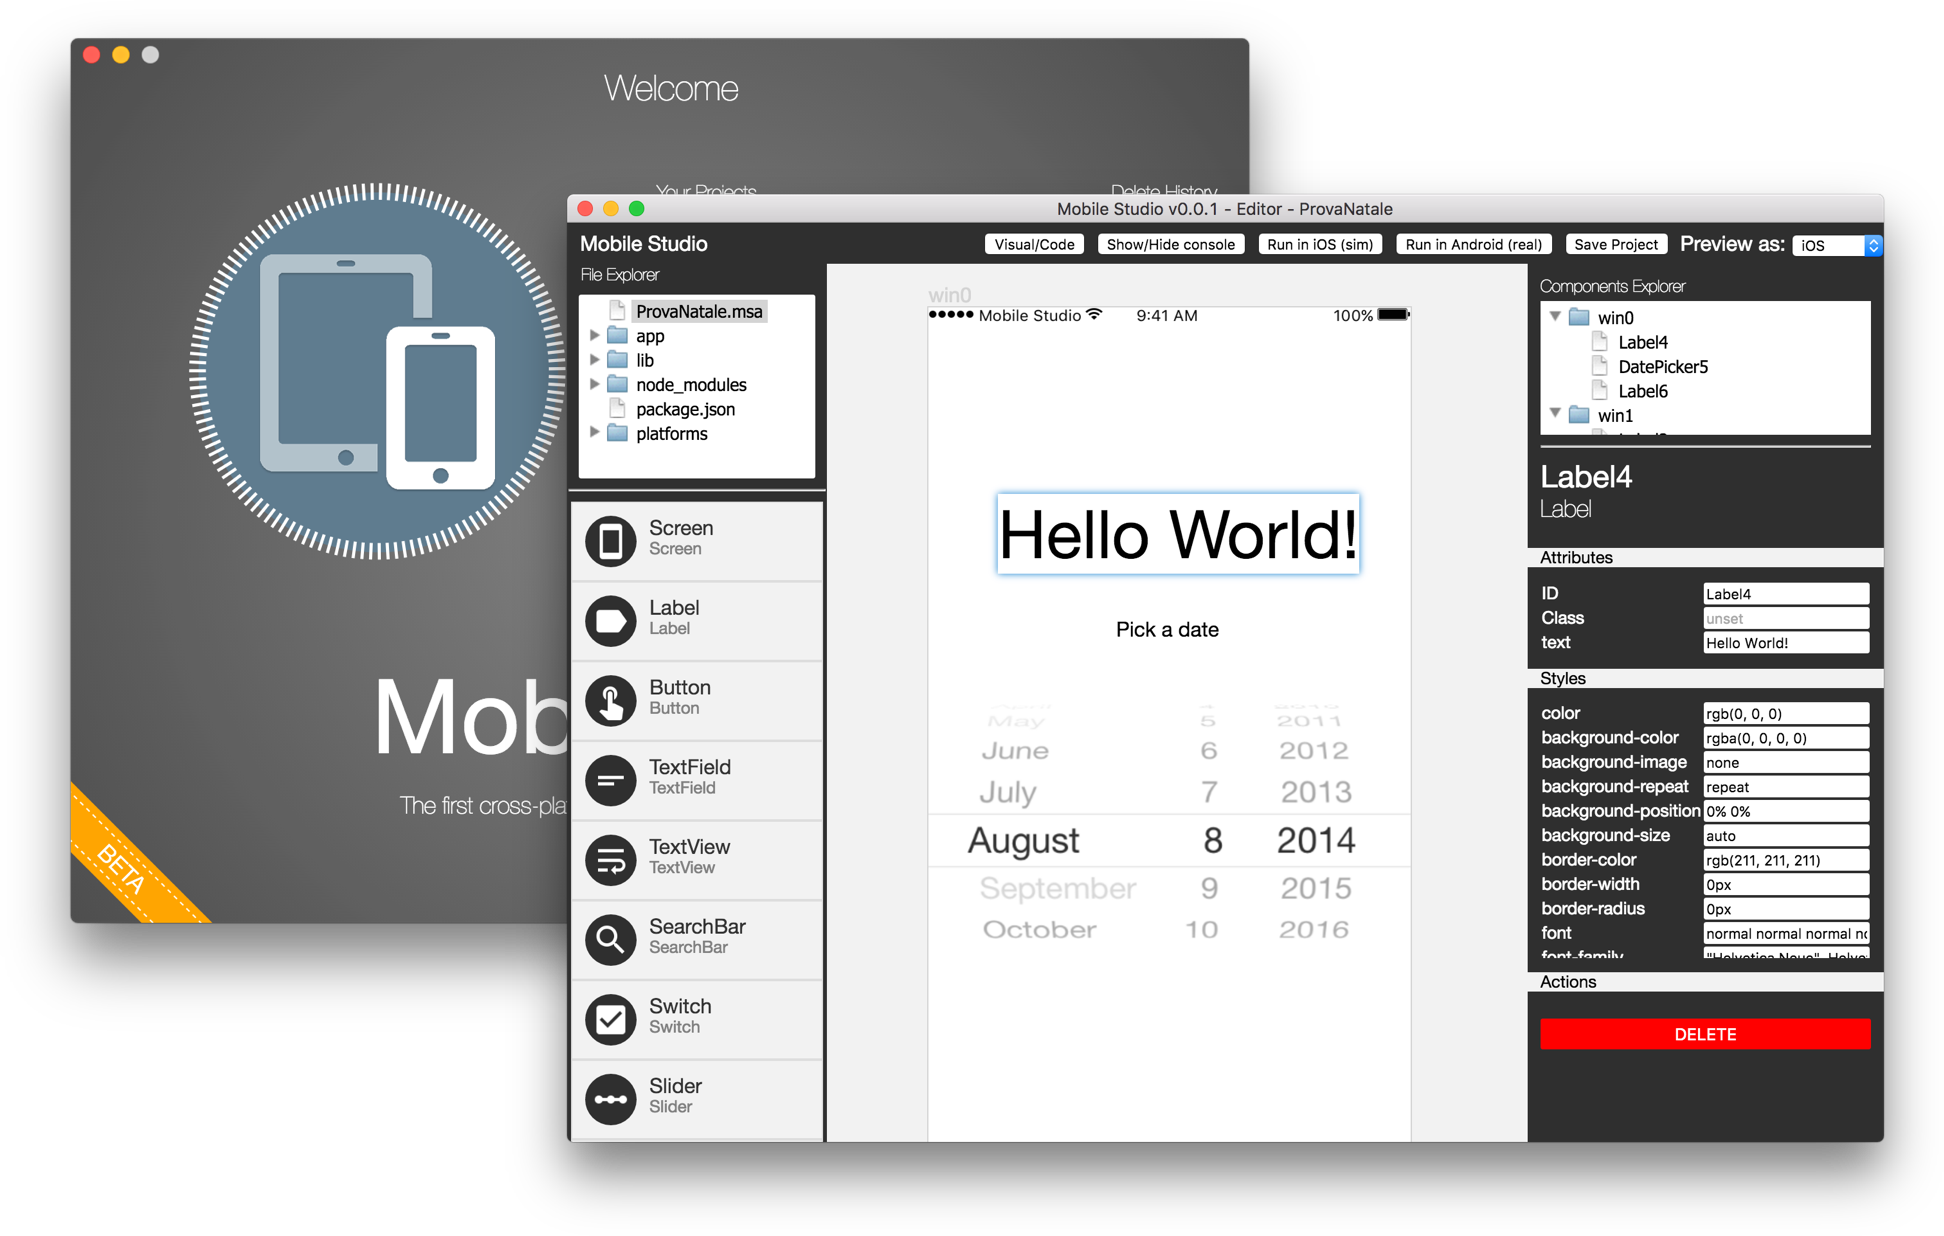 Welcome
Your Projects
Delete History
Mob
The first cross-pla
BETA
Mobile Studio v0.0.1 - Editor - ProvaNatale
Mobile Studio
Visual/Code
Show/Hide console
Run in iOS (sim)
Run in Android (real)
Save Project
Preview as:
iOS
File Explorer
ProvaNatale.msa
app
lib
node_modules
package.json
platforms
Screen
Screen
Label
Label
Button
Button
TextField
TextField
TextView
TextView
SearchBar
SearchBar
Switch
Switch
Slider
Slider
win0
Mobile Studio 9:41 AM 100%
Hello World!
Pick a date
May 5 2011
June 6 2012
July 7 2013
August 8 2014
September 9 2015
October 10 2016
Components Explorer
win0
Label4
DatePicker5
Label6
win1
Label4
Label
Attributes
ID Label4
Class unset
text Hello World!
Styles
color rgb(0, 0, 0)
background-color rgba(0, 0, 0, 0)
background-image none
background-repeat repeat
background-position 0% 0%
background-size auto
border-color rgb(211, 211, 211)
border-width 0px
border-radius 0px
font normal normal normal
font-family "Helvetica Neue",
Actions
DELETE